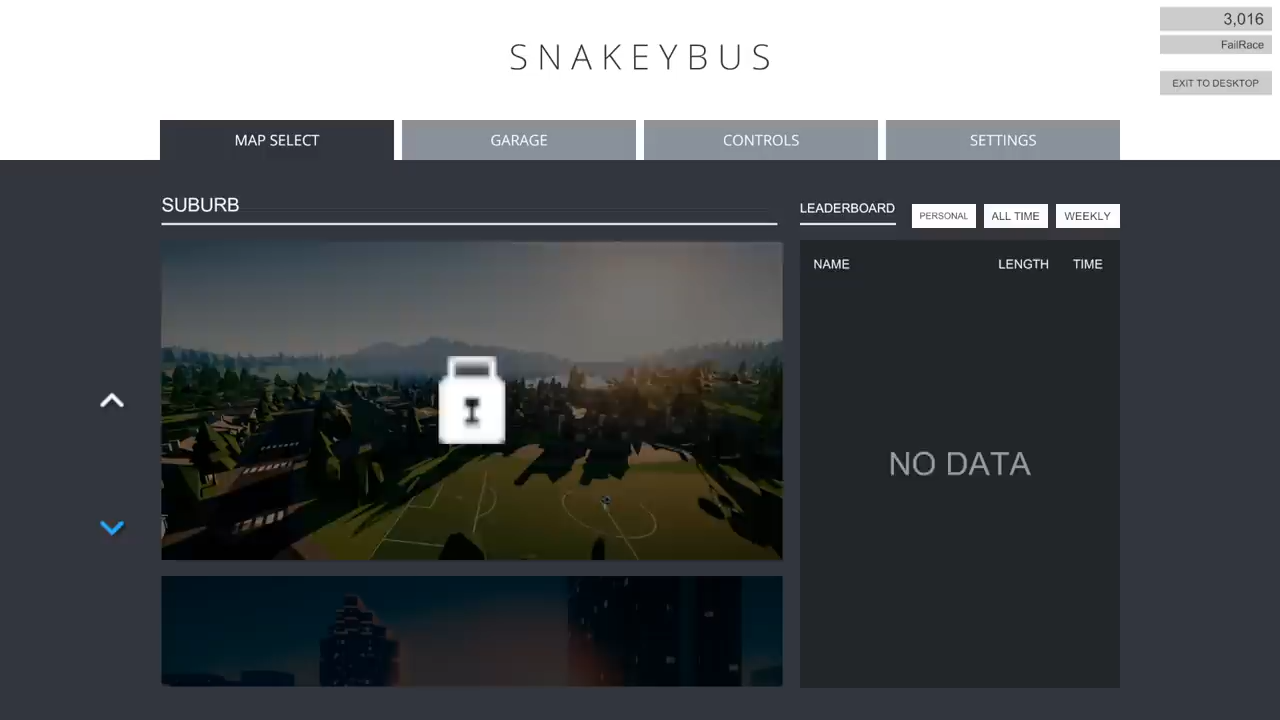 3,016
SNAKEYBUS
FailRace
EXIT TO DESKTOP
MAP SELECT
GARAGE
CONTROLS
SETTINGS
SUBURB
LEADERBOARD
PERSONAL
ALL TIME
WEEKLY
NAME
LENGTH
TIME
NO DATA